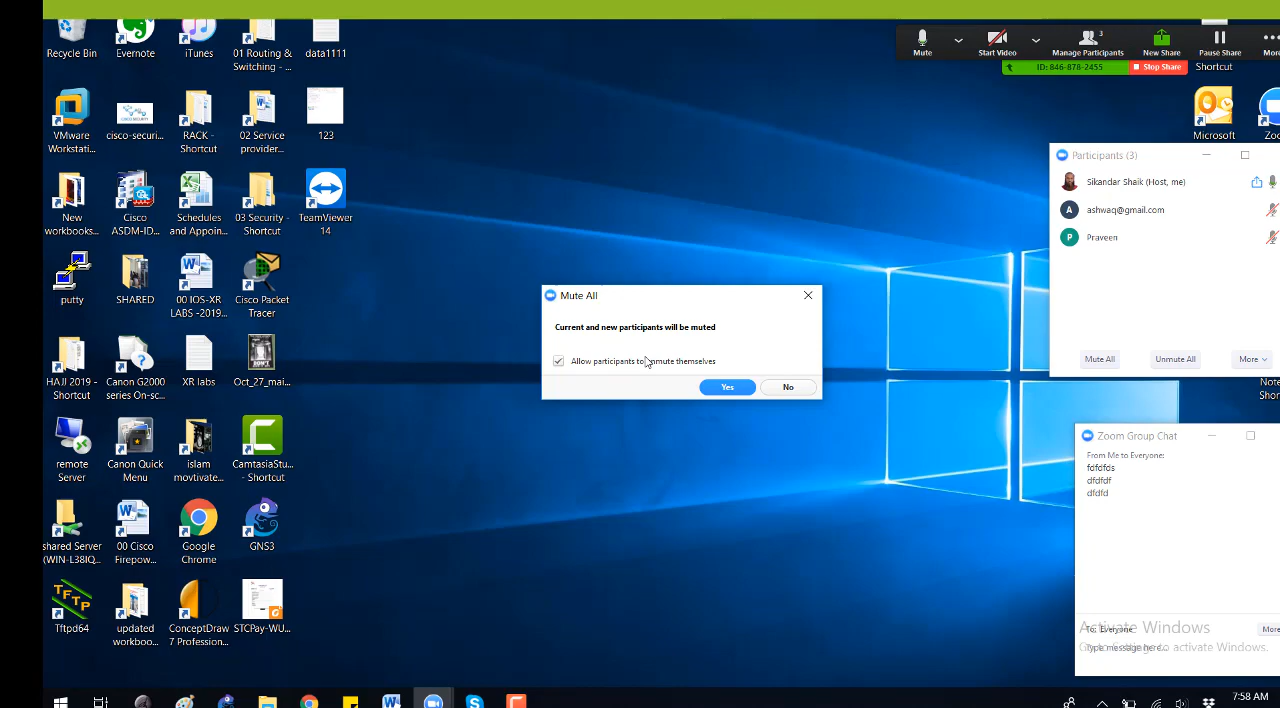 Recycle Bin
Evernote
iTunes
01 Routing &
Switching - ...
data1111
VMware
Workstati...
cisco-securi...
RACK -
Shortcut
02 Service
provider...
123
New
workbooks...
Cisco
ASDM-ID...
Schedules
and Appoin...
03 Security -
Shortcut
TeamViewer
14
putty
SHARED
00 IOS-XR
LABS -2019...
Cisco Packet
Tracer
HAJJ 2019 -
Shortcut
Canon G2000
series On-sc...
XR labs
Oct_27_mai...
remote
Server
Canon Quick
Menu
islam
movtivate...
CamtasiaStu...
- Shortcut
shared Server
(WIN-L38IQ...
00 Cisco
Firepow...
Google
Chrome
GNS3
TFTP
Tftpd64
updated
workboo...
ConceptDraw
7 Profession...
STCPay-WU...
Mute
Start Video
3
Manage Participants
New Share
Pause Share
More
ID: 846-878-2455
Stop Share
Shortcut
Microsoft
Zoo
Participants (3)
Sikandar Shaik (Host, me)
A ashwaq@gmail.com
P Praveen
Mute All
Unmute All
More
Note
Shor
Mute All
Current and new participants will be muted
Allow participants to unmute themselves
Yes
No
Zoom Group Chat
From Me to Everyone:
fdfdfds
dfdfdf
dfdfd
Activate Windows
To: Everyone
More
Go to Settings to activate Windows.
Type message here...
7:58 AM